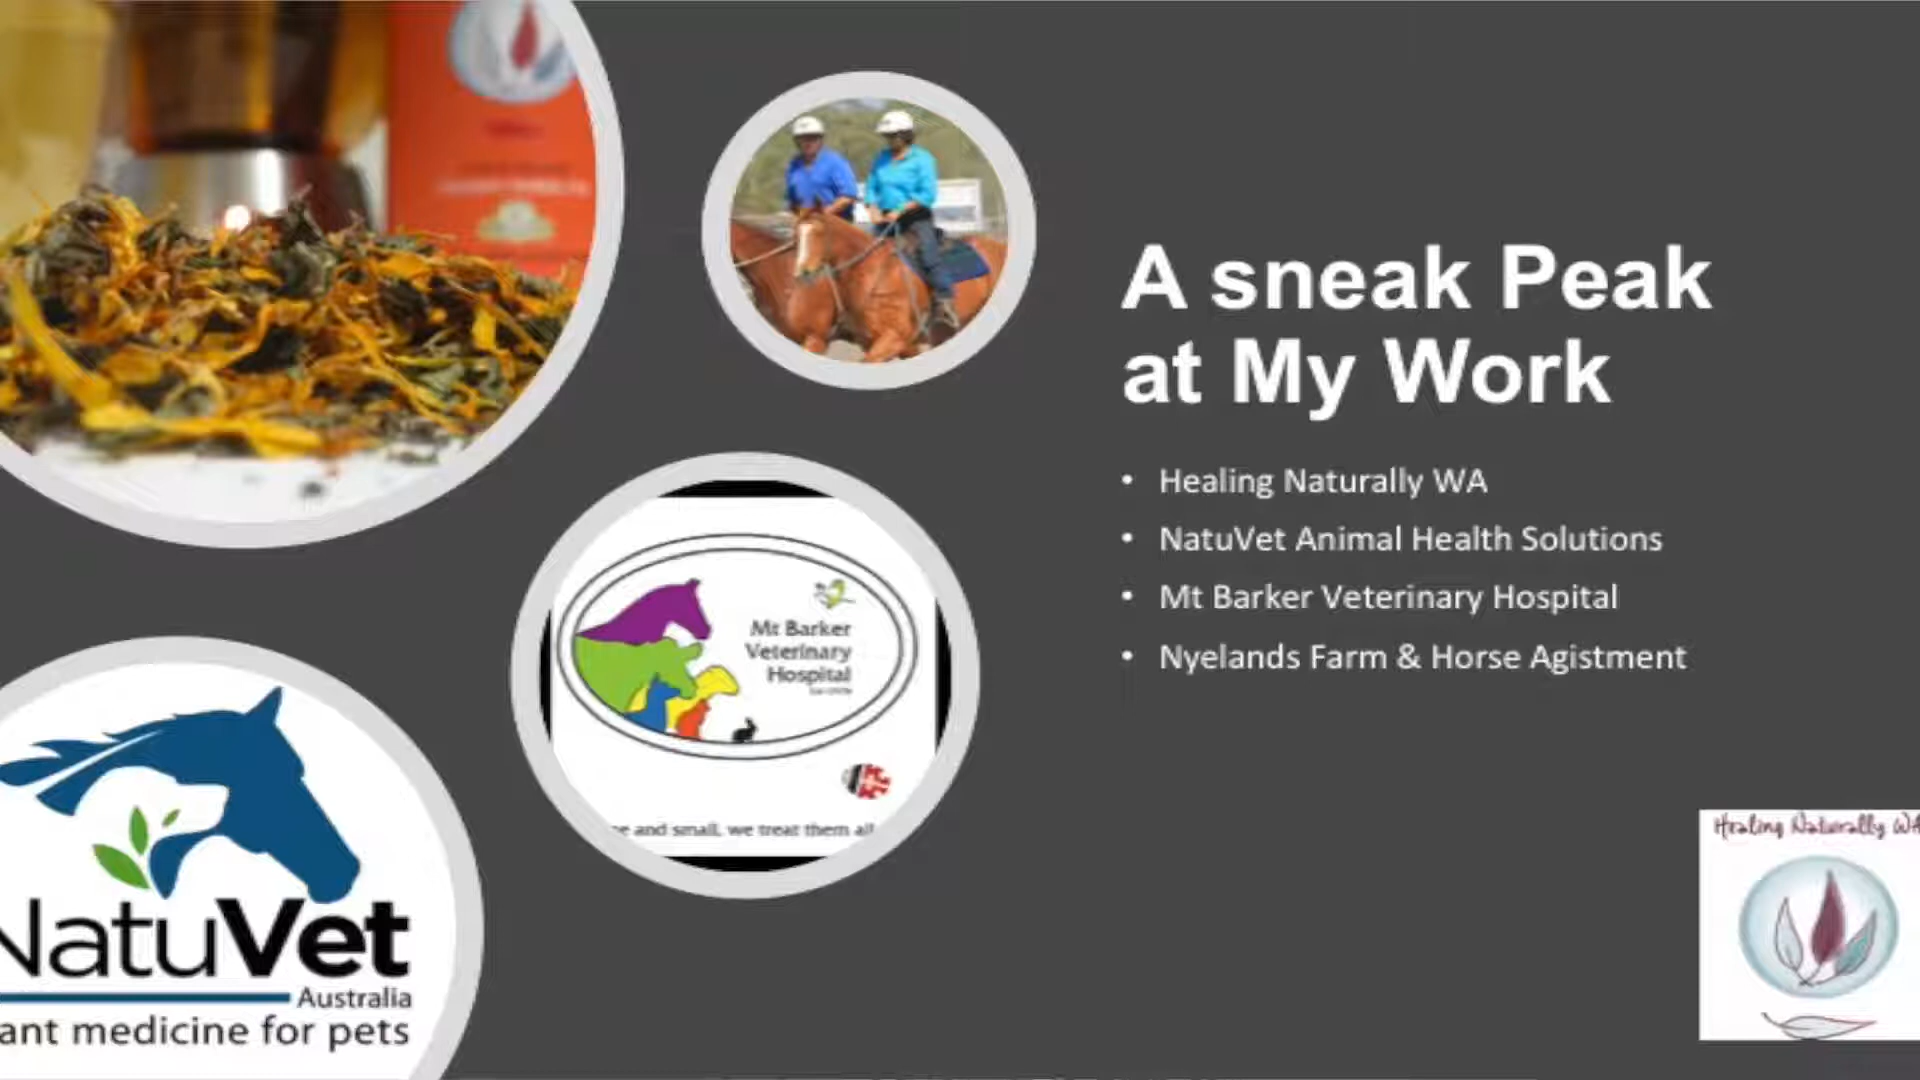 A sneak Peak
at My Work
• Healing Naturally WA
• NatuVet Animal Health Solutions
• Mt Barker Veterinary Hospital
• Nyelands Farm & Horse Agistment
Mt Barker
Veterinary
Hospital
and small, we treat them all
NatuVet
Australia
ant medicine for pets
Healing Naturally WA